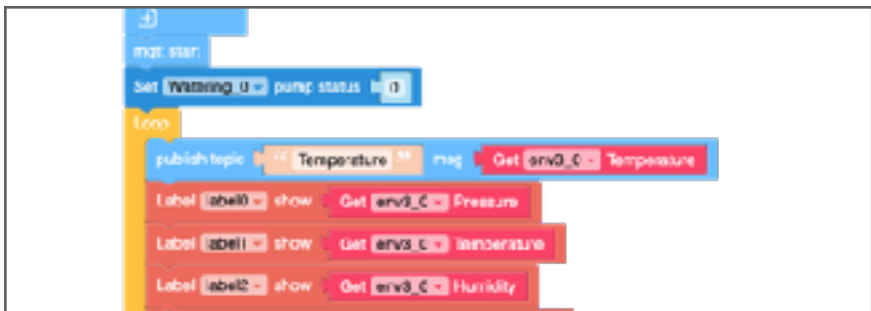 mqtt start
Set Watering_0 pump status 0
Loop
publish topic “ Temperature ” msg Get env3_0 Temperature
Label label0 show Get env3_0 Pressure
Label label1 show Get env3_0 Temperature
Label label2 show Get env3_0 Humidity